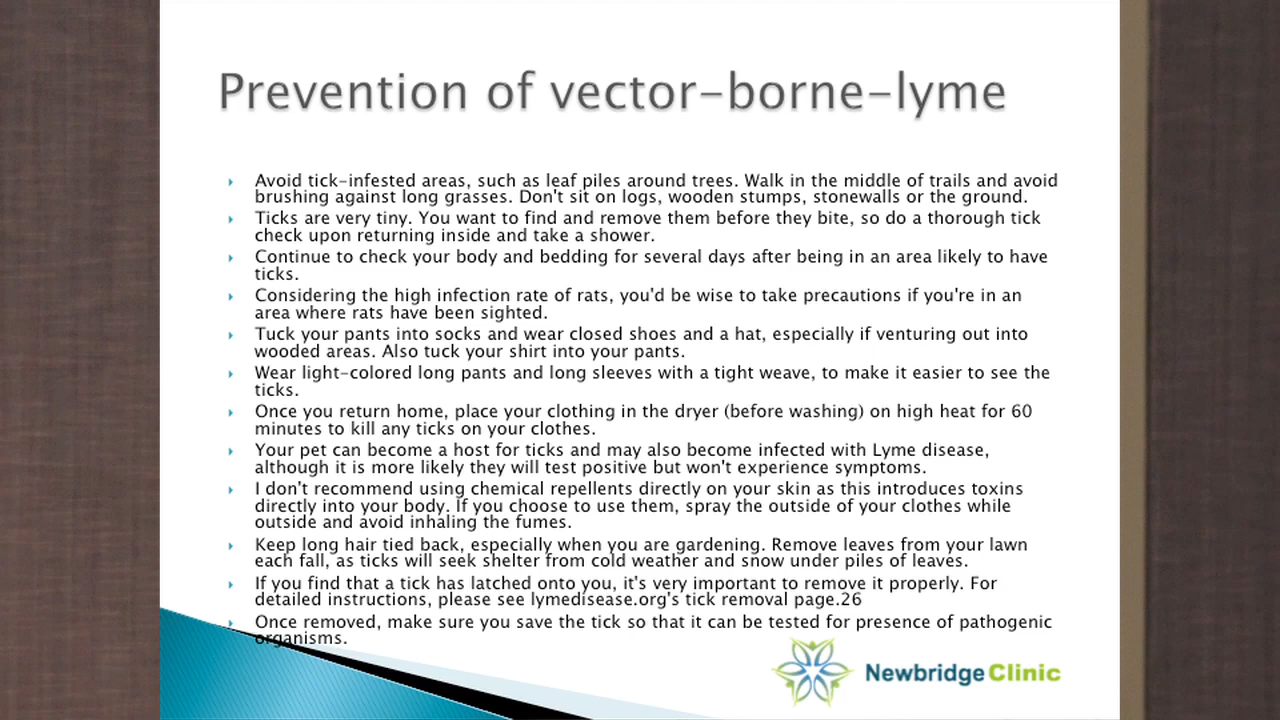 Prevention of vector-borne-lyme
Avoid tick-infested areas, such as leaf piles around trees. Walk in the middle of trails and avoid
brushing against long grasses. Don't sit on logs, wooden stumps, stonewalls or the ground.
Ticks are very tiny. You want to find and remove them before they bite, so do a thorough tick
check upon returning inside and take a shower.
Continue to check your body and bedding for several days after being in an area likely to have
ticks.
Considering the high infection rate of rats, you'd be wise to take precautions if you're in an
area where rats have been sighted.
Tuck your pants into socks and wear closed shoes and a hat, especially if venturing out into
wooded areas. Also tuck your shirt into your pants.
Wear light-colored long pants and long sleeves with a tight weave, to make it easier to see the
ticks.
Once you return home, place your clothing in the dryer (before washing) on high heat for 60
minutes to kill any ticks on your clothes.
Your pet can become a host for ticks and may also become infected with Lyme disease,
although it is more likely they will test positive but won't experience symptoms.
I don't recommend using chemical repellents directly on your skin as this introduces toxins
directly into your body. If you choose to use them, spray the outside of your clothes while
outside and avoid inhaling the fumes.
Keep long hair tied back, especially when you are gardening. Remove leaves from your lawn
each fall, as ticks will seek shelter from cold weather and snow under piles of leaves.
If you find that a tick has latched onto you, it's very important to remove it properly. For
detailed instructions, please see lymedisease.org's tick removal page.26
Once removed, make sure you save the tick so that it can be tested for presence of pathogenic
organisms.
Newbridge Clinic